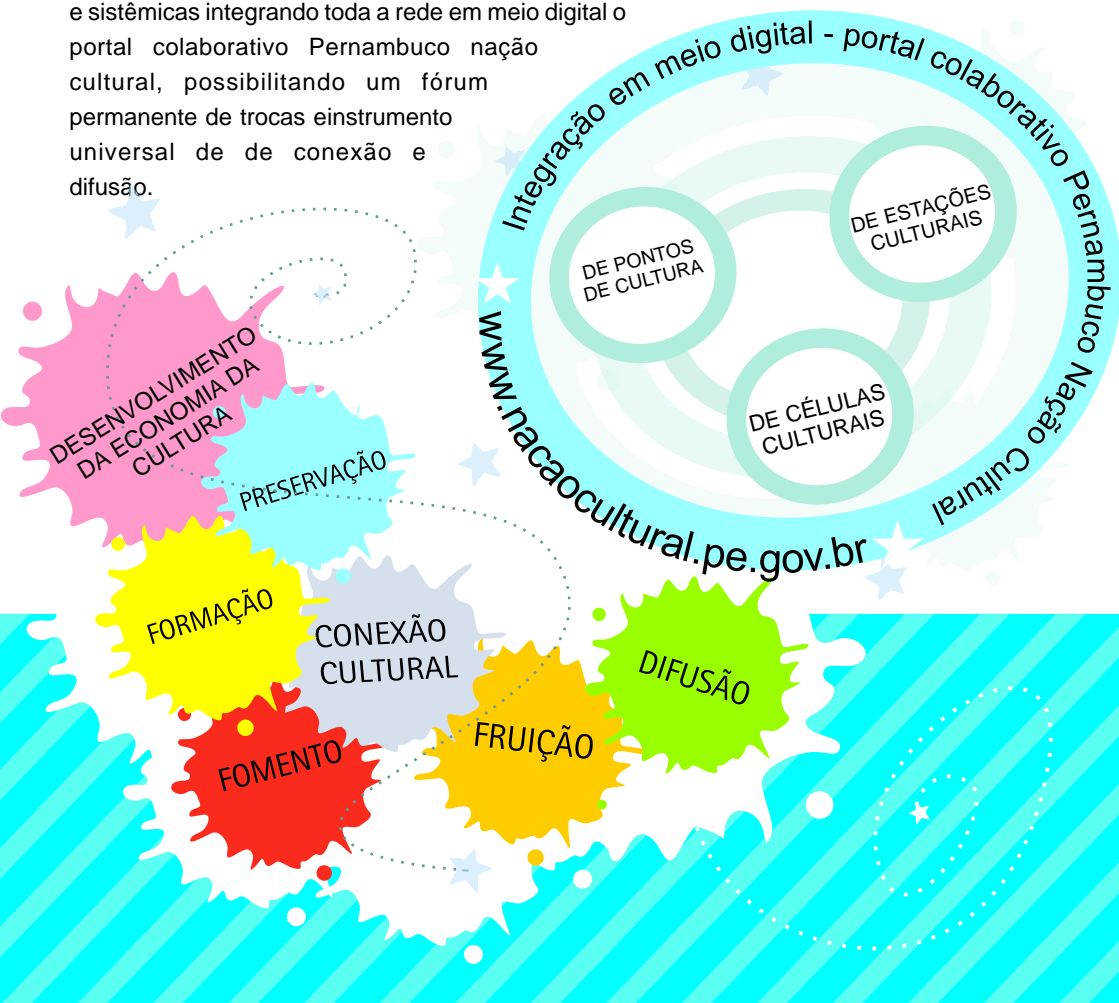 e sistêmicas integrando toda a rede em meio digital o
portal colaborativo Pernambuco nação
cultural, possibilitando um fórum
permanente de trocas einstrumento
universal de de conexão e
difusão.
Integração em meio digital - portal colaborativo Pernambuco Nação Cultural
www.nacaocultural.pe.gov.br
DE PONTOS
DE CULTURA
DE ESTAÇÕES
CULTURAIS
DE CÉLULAS
CULTURAIS
DESENVOLVIMENTO
DA ECONOMIA DA
CULTURA
PRESERVAÇÃO
FORMAÇÃO
CONEXÃO
CULTURAL
FOMENTO
FRUIÇÃO
DIFUSÃO